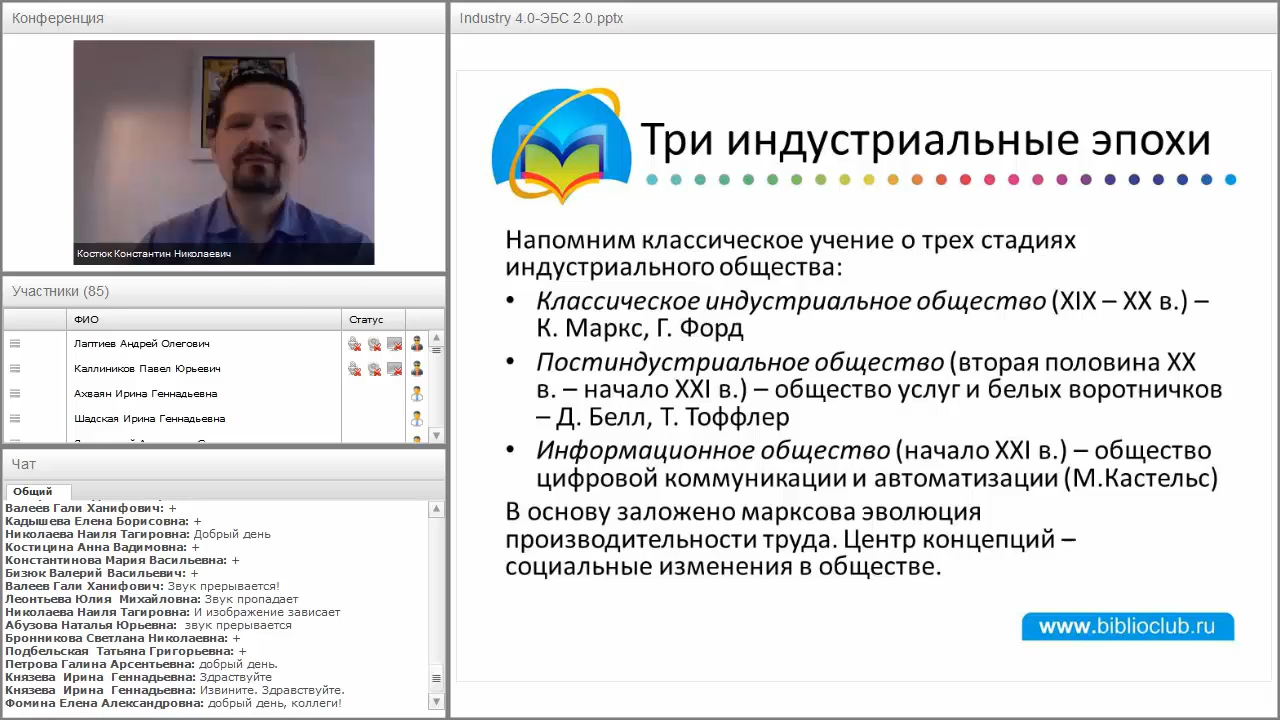 Конференция
Костюк Константин Николаевич
Участники (85)
ФИО
Статус
Лаптиев Андрей Олегович
Каллиников Павел Юрьевич
Ахваян Ирина Геннадьевна
Шадская Ирина Геннадьевна
Чат
Общий
Валеев Гали Ханифович: +
Кадышева Елена Борисовна: +
Николаева Наиля Тагировна: Добрый день
Костицина Анна Вадимовна: +
Константинова Мария Васильевна: +
Бизюк Валерий Васильевич: +
Валеев Гали Ханифович: Звук прерывается!
Леонтьева Юлия Михайловна: Звук пропадает
Николаева Наиля Тагировна: И изображение зависает
Абузова Наталья Юрьевна: звук прерывается
Бронникова Светлана Николаевна: +
Подбельская Татьяна Григорьевна: +
Петрова Галина Арсентьевна: добрый день.
Князева Ирина Геннадьевна: Здраствуйте
Князева Ирина Геннадьевна: Извините. Здравствуйте.
Фомина Елена Александровна: добрый день, коллеги!
Industry 4.0-ЭБС 2.0.pptx
Три индустриальные эпохи
Напомним классическое учение о трех стадиях
индустриального общества:
• Классическое индустриальное общество (XIX – XX в.) –
К. Маркс, Г. Форд
• Постиндустриальное общество (вторая половина XX
в. – начало XXI в.) – общество услуг и белых воротничков
– Д. Белл, Т. Тоффлер
• Информационное общество (начало XXI в.) – общество
цифровой коммуникации и автоматизации (М.Кастельс)
В основу заложено марксова эволюция
производительности труда. Центр концепций –
социальные изменения в обществе.
www.biblioclub.ru